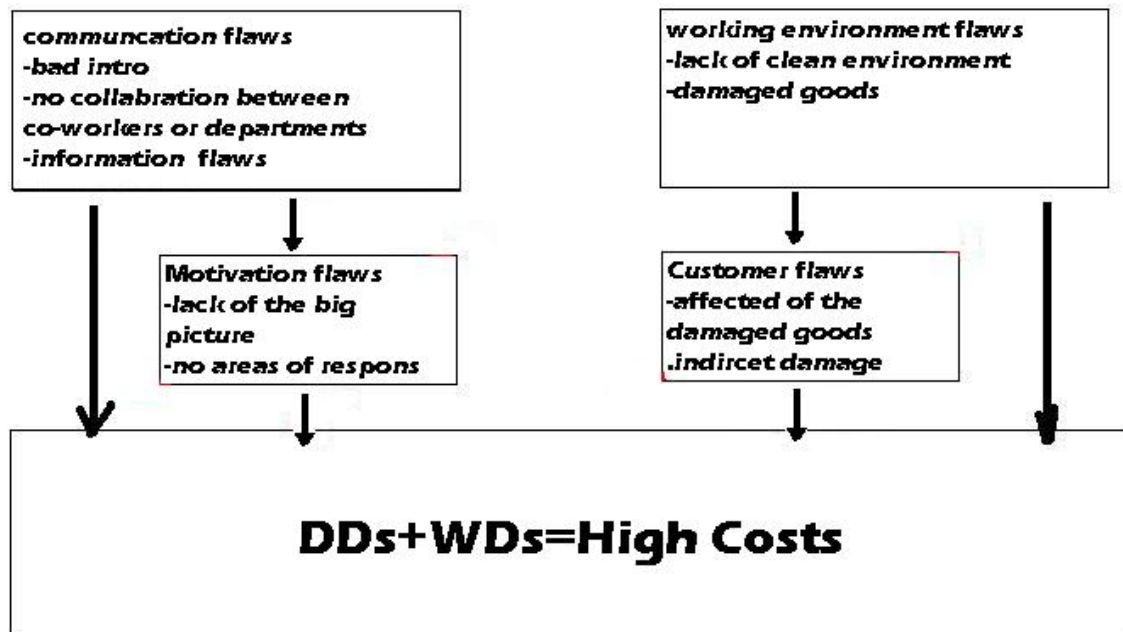 communcation flaws
-bad intro
-no collabration between
co-workers or departments
-information flaws
working environment flaws
-lack of clean environment
-damaged goods
Motivation flaws
-lack of the big
picture
-no areas of respons
Customer flaws
-affected of the
damaged goods
.indircet damage
DDs+WDs=High Costs